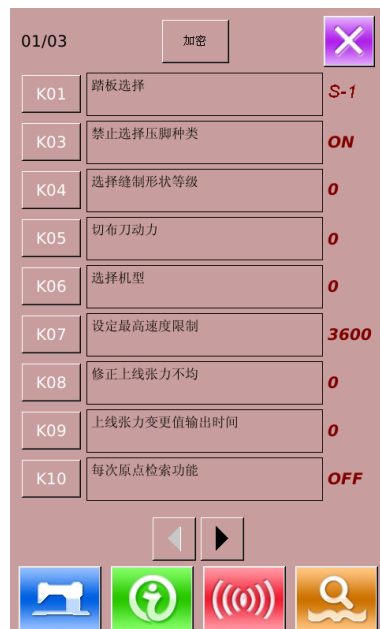 01/03
加密
K01 踏板选择 S-1
K03 禁止选择压脚种类 ON
K04 选择缝制形状等级 0
K05 切布刀动力 0
K06 选择机型 0
K07 设定最高速度限制 3600
K08 修正上线张力不均 0
K09 上线张力变更值输出时间 0
K10 每次原点检索功能 OFF